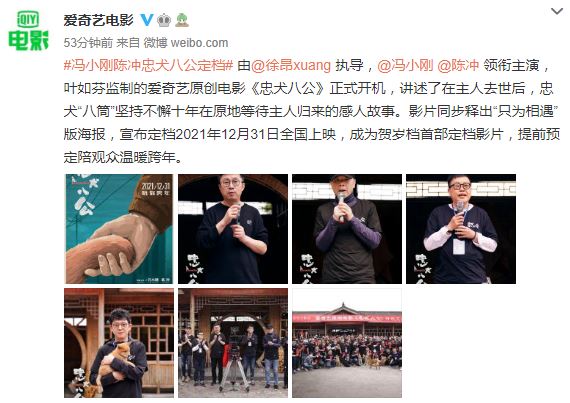 QIY
电影
爱奇艺电影
53分钟前 来自 微博 weibo.com
#冯小刚陈冲忠犬八公定档# 由@徐昂xuang 执导，@冯小刚 @陈冲 领衔主演，
叶如芬监制的爱奇艺原创电影《忠犬八公》正式开机，讲述了在主人去世后，忠
犬“八筒”坚持不懈十年在原地等待主人归来的感人故事。影片同步释出“只为相遇”
版海报，宣布定档2021年12月31日全国上映，成为贺岁档首部定档影片，提前预
定陪观众温暖跨年。
忠犬八公
2021/12/31